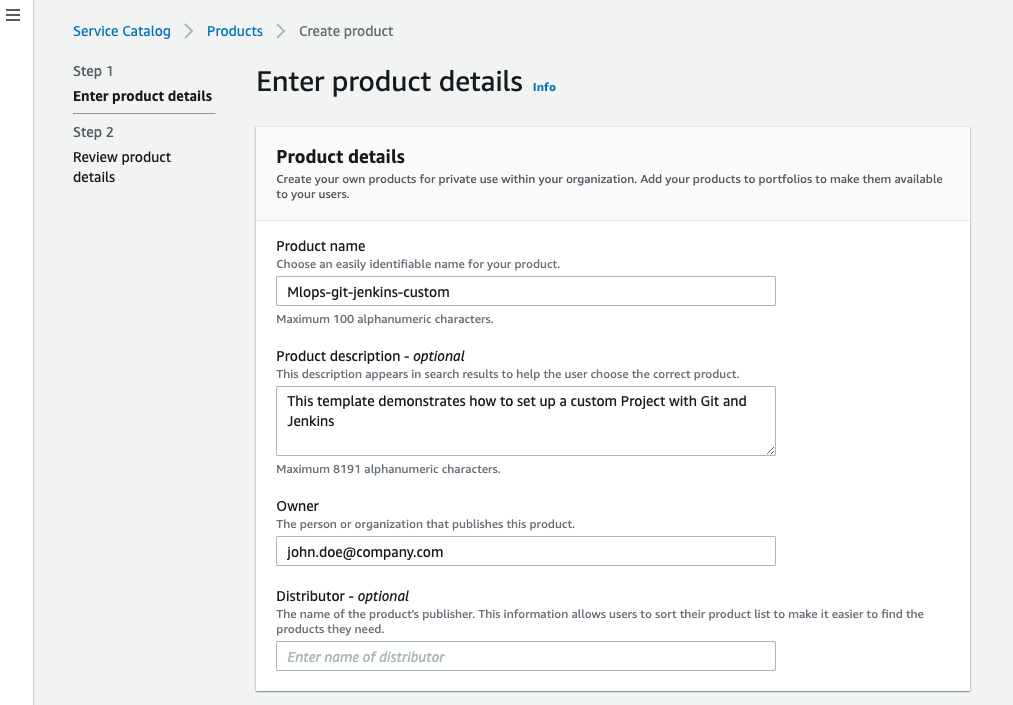 Service Catalog > Products > Create product
Step 1
Enter product details
Step 2
Review product
details
Enter product details Info
Product details
Create your own products for private use within your organization. Add your products to portfolios to make them available
to your users.
Product name
Choose an easily identifiable name for your product.
Mlops-git-jenkins-custom
Maximum 100 alphanumeric characters.
Product description - optional
This description appears in search results to help the user choose the correct product.
This template demonstrates how to set up a custom Project with Git and
Jenkins
Maximum 8191 alphanumeric characters.
Owner
The person or organization that publishes this product.
john.doe@company.com
Distributor - optional
The name of the product's publisher. This information allows users to sort their product list to make it easier to find the
products they need.
Enter name of distributor